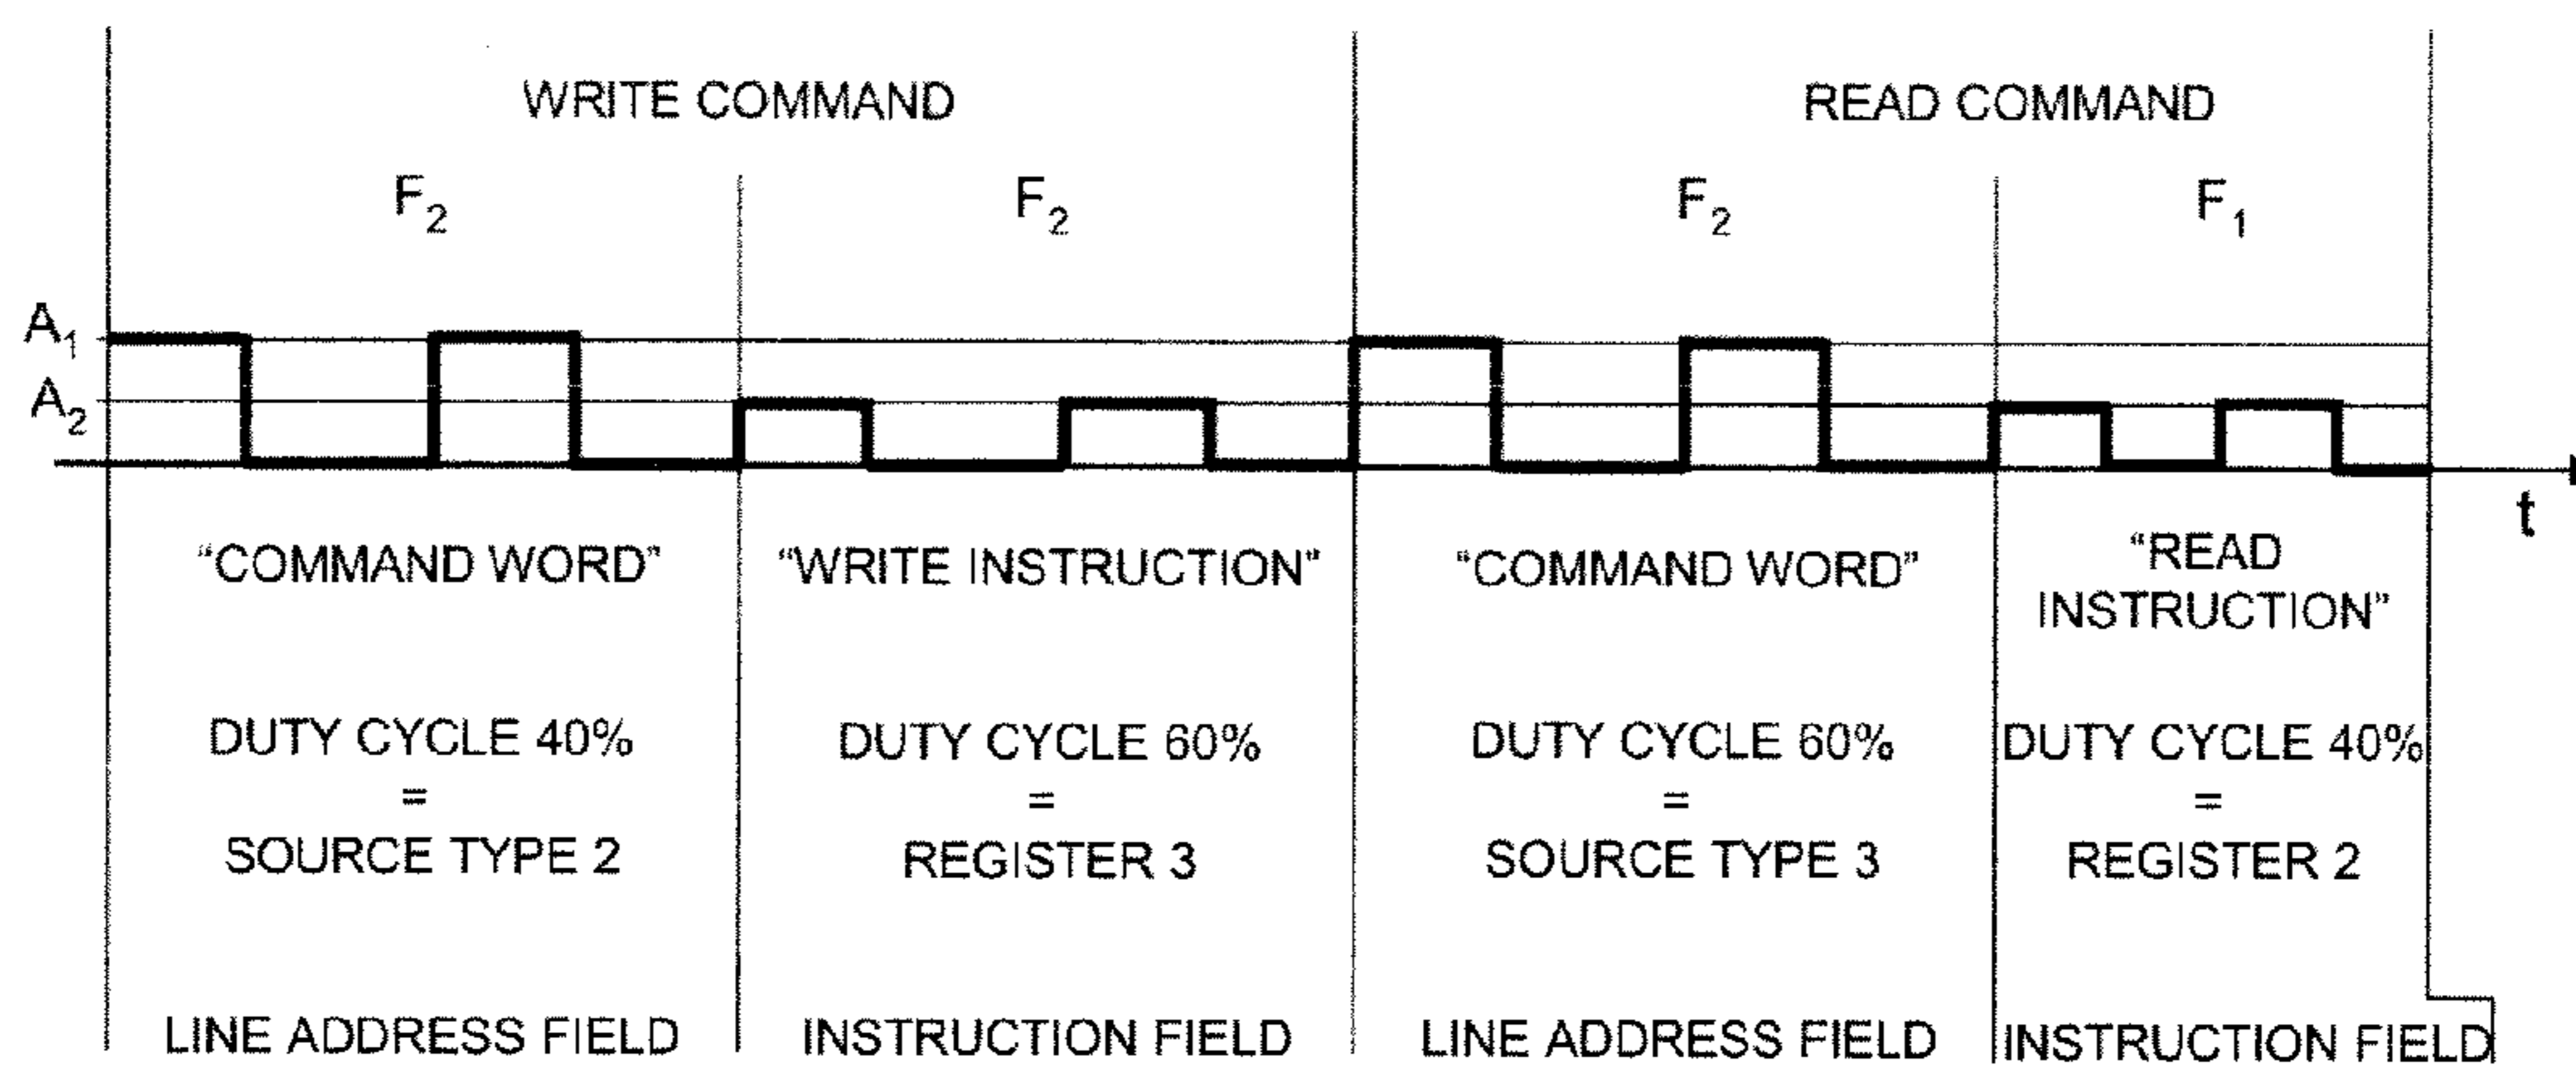 WRITE COMMAND
READ COMMAND
F2
F2
F2
F1
A1
A2
t
“COMMAND WORD”
“WRITE INSTRUCTION”
“COMMAND WORD”
“READ
INSTRUCTION”
DUTY CYCLE 40%
=
SOURCE TYPE 2
DUTY CYCLE 60%
=
REGISTER 3
DUTY CYCLE 60%
=
SOURCE TYPE 3
DUTY CYCLE 40%
=
REGISTER 2
LINE ADDRESS FIELD
INSTRUCTION FIELD
LINE ADDRESS FIELD
INSTRUCTION FIELD